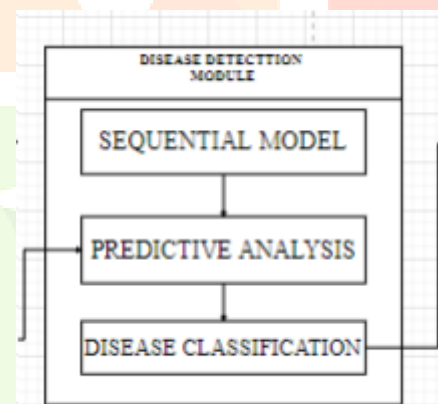 DISEASE DETECTTION
MODULE
SEQUENTIAL MODEL
PREDICTIVE ANALYSIS
DISEASE CLASSIFICATION